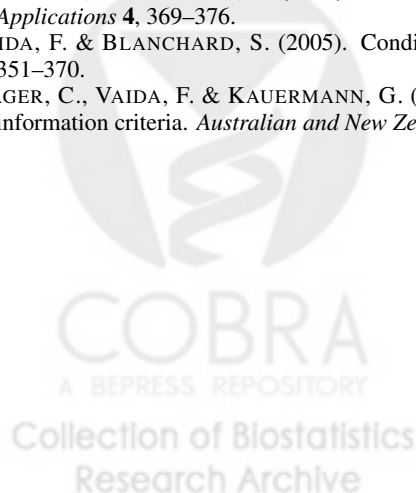 Applications 4, 369–376.
IDA, F. & BLANCHARD, S. (2005). Condi
351–370.
AGER, C., VAIDA, F. & KAUERMANN, G. (
information criteria. Australian and New Ze
COBRA
A BEPRESS REPOSITORY
Collection of Biostatistics
Research Archive